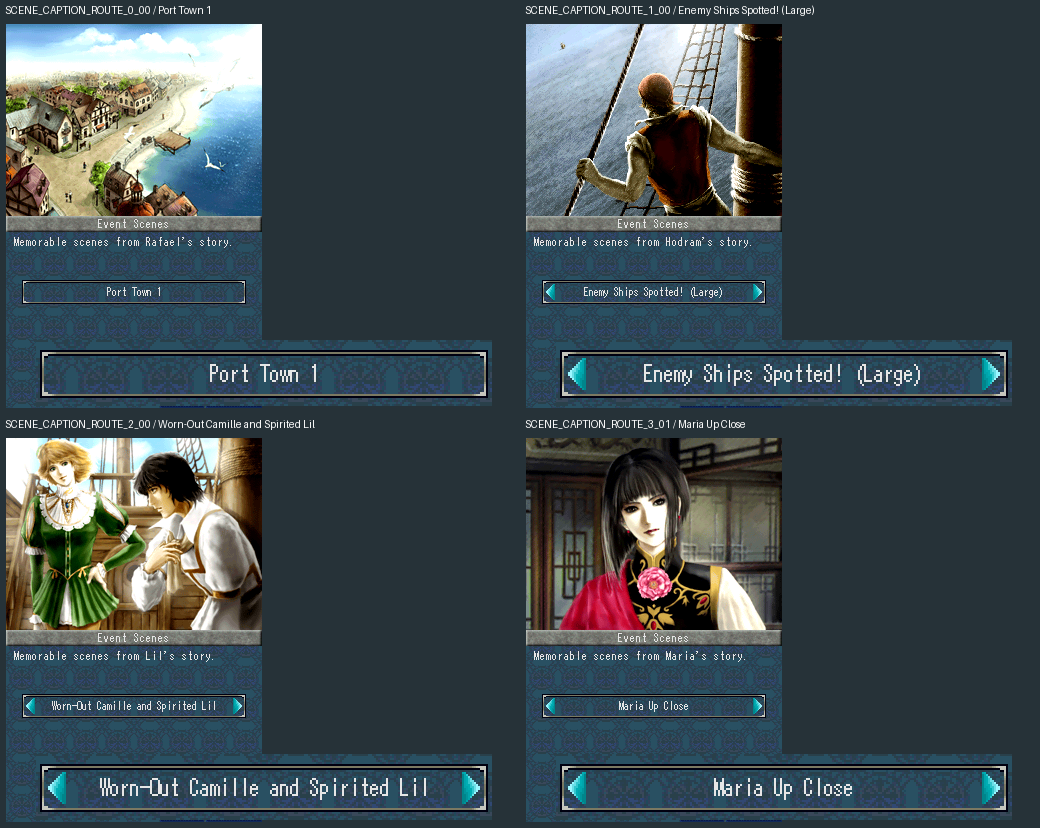 SCENE_CAPTION_ROUTE_0_00 / Port Town 1
Event Scenes
Memorable scenes from Rafael's story.
Port Town 1
Port Town 1
SCENE_CAPTION_ROUTE_1_00 / Enemy Ships Spotted! (Large)
Event Scenes
Memorable scenes from Hodram's story.
Enemy Ships Spotted! (Large)
Enemy Ships Spotted! (Large)
SCENE_CAPTION_ROUTE_2_00 / Worn-Out Camille and Spirited Lil
Event Scenes
Memorable scenes from Lil's story.
Worn-Out Camille and Spirited Lil
Worn-Out Camille and Spirited Lil
SCENE_CAPTION_ROUTE_3_01 / Maria Up Close
Event Scenes
Memorable scenes from Maria's story.
Maria Up Close
Maria Up Close